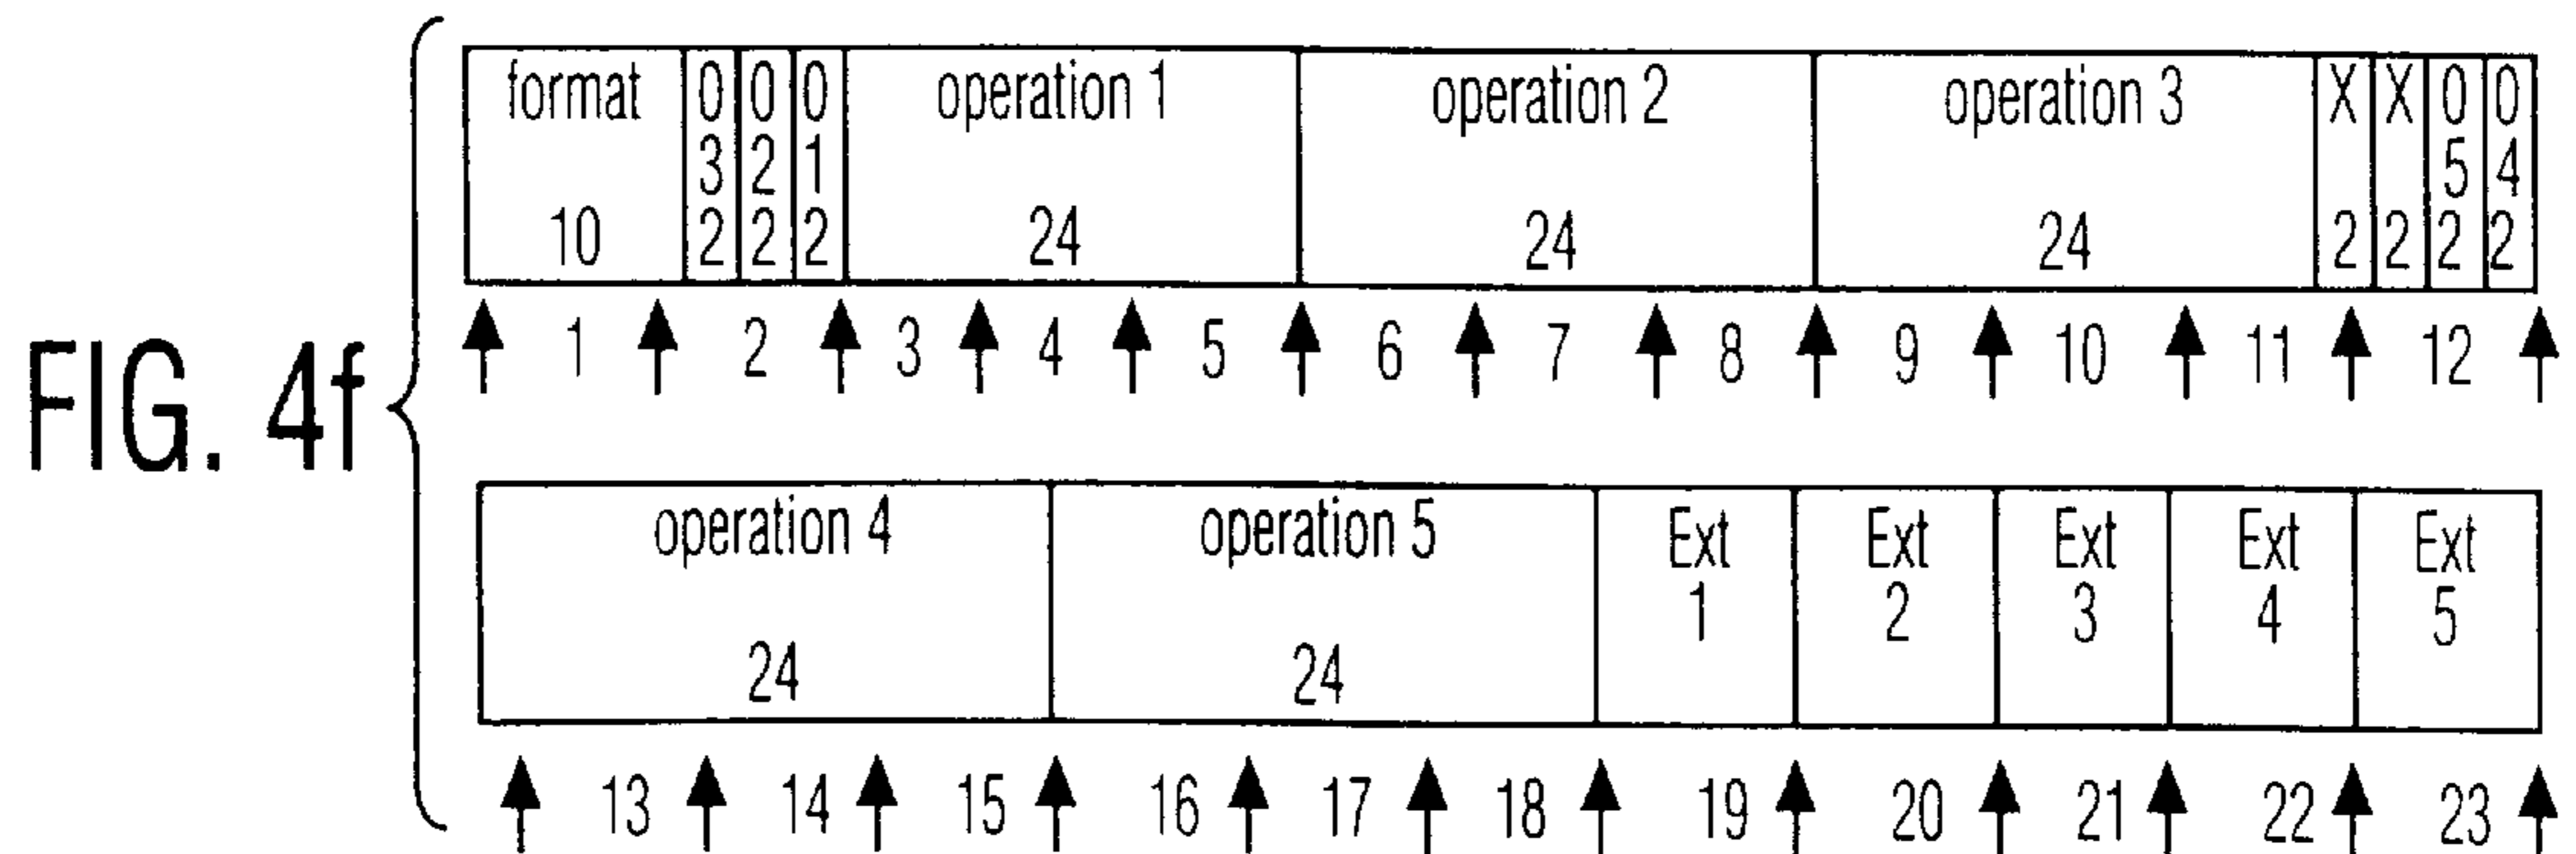 FIG. 4f
format 0 0 0 operation 1 operation 2 operation 3 X X 0 0
3 2 1 5 4
10 2 2 2 24 24 24 2 2 2 2
1 2 3 4 5 6 7 8 9 10 11 12
operation 4 operation 5 Ext Ext Ext Ext Ext
1 2 3 4 5
24 24
13 14 15 16 17 18 19 20 21 22 23